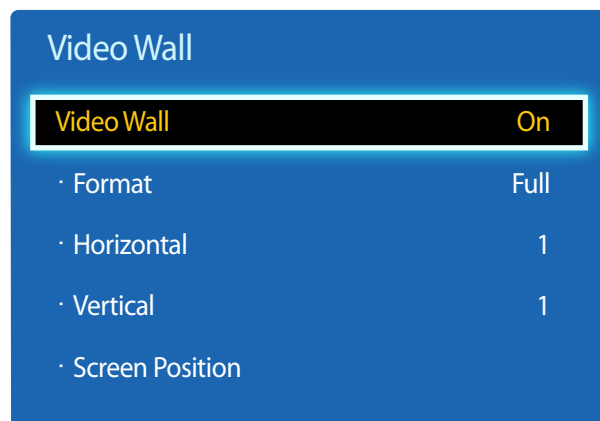 Video Wall
Video Wall On
· Format Full
· Horizontal 1
· Vertical 1
· Screen Position